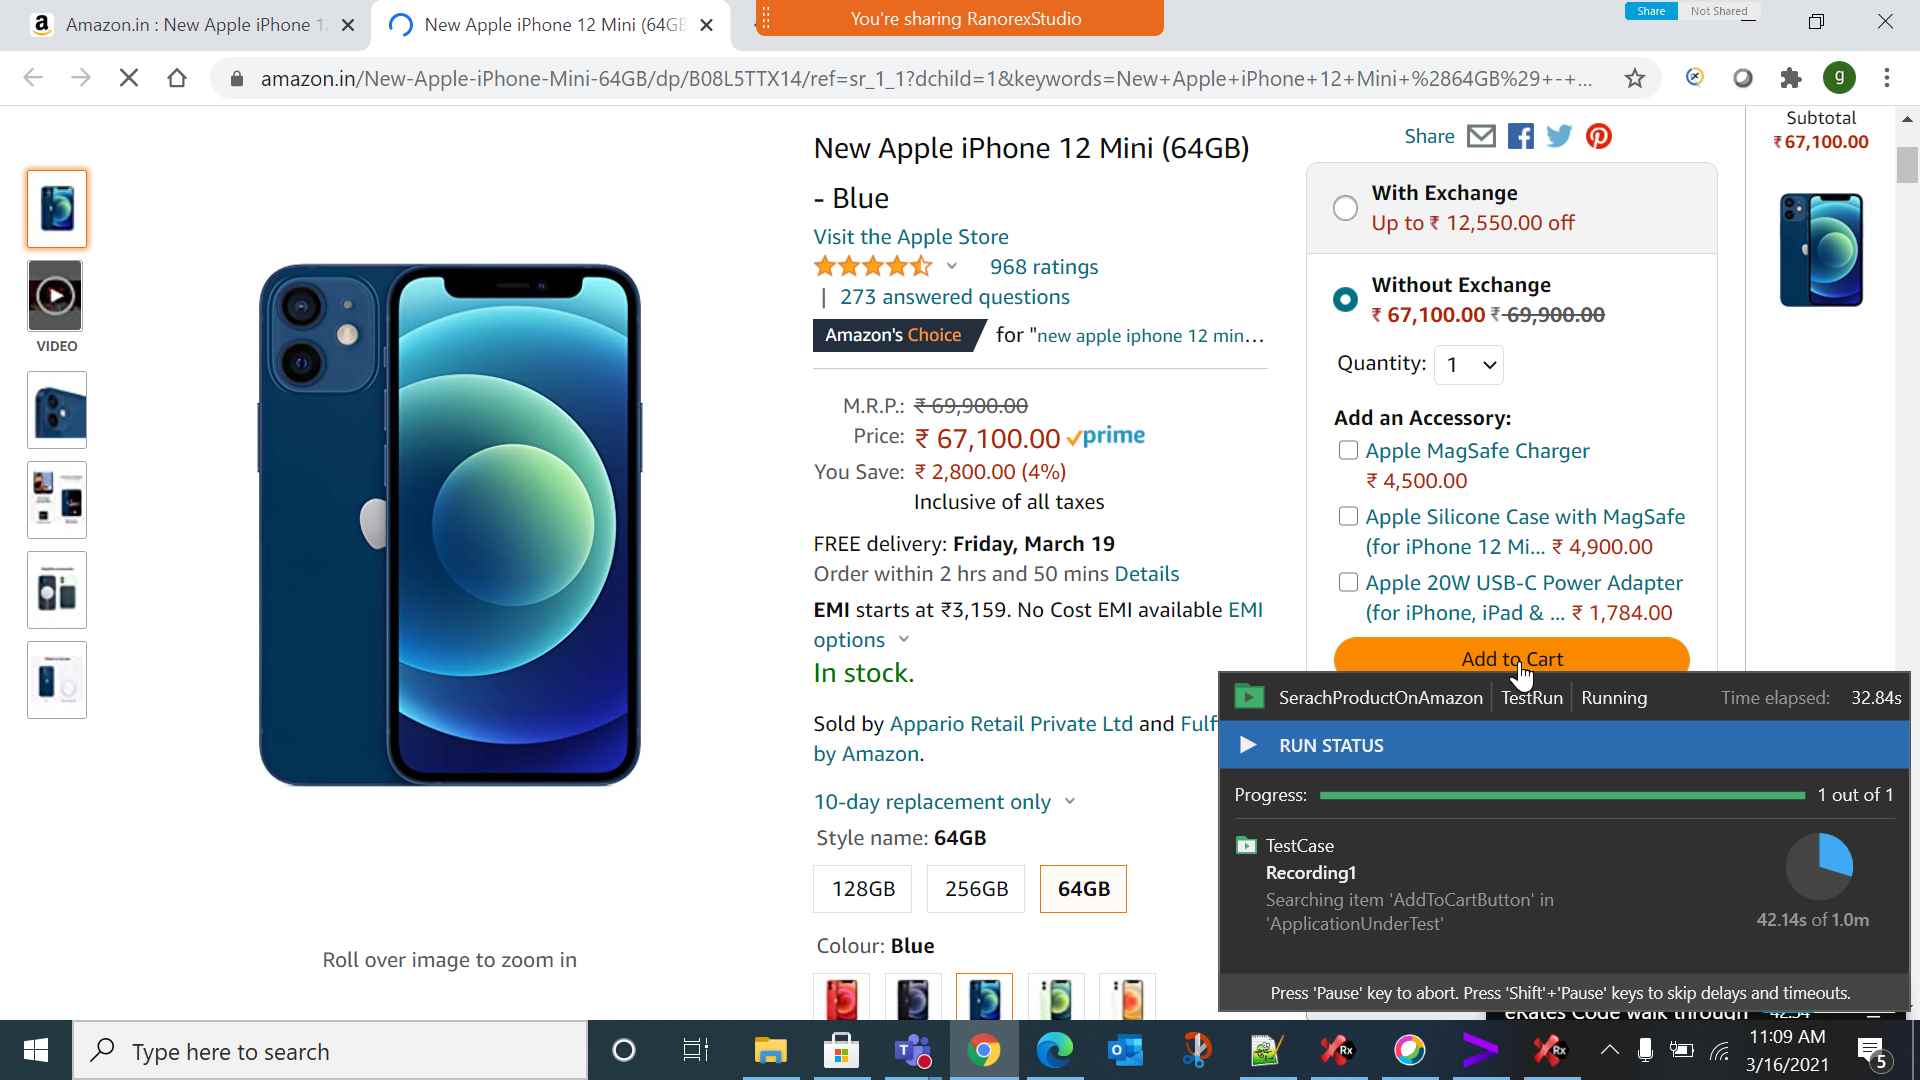 Amazon.in : New Apple iPhone 1
New Apple iPhone 12 Mini (64GB
You're sharing RanorexStudio
Share
Not Shared
amazon.in/New-Apple-iPhone-Mini-64GB/dp/B08L5TTX14/ref=sr_1_1?dchild=1&keywords=New+Apple+iPhone+12+Mini+%2864GB%29+-+...
g
VIDEO
Roll over image to zoom in
New Apple iPhone 12 Mini (64GB)
- Blue
Visit the Apple Store
968 ratings
| 273 answered questions
Amazon's Choice for "new apple iphone 12 min...
M.R.P.: ₹ 69,900.00
Price: ₹ 67,100.00 prime
You Save: ₹ 2,800.00 (4%)
Inclusive of all taxes
FREE delivery: Friday, March 19
Order within 2 hrs and 50 mins Details
EMI starts at ₹3,159. No Cost EMI available EMI
options
In stock.
Sold by Appario Retail Private Ltd and Fulf
by Amazon.
10-day replacement only
Style name: 64GB
128GB
256GB
64GB
Colour: Blue
Share
With Exchange
Up to ₹ 12,550.00 off
Without Exchange
₹ 67,100.00 ₹ 69,900.00
Quantity: 1
Add an Accessory:
Apple MagSafe Charger
₹ 4,500.00
Apple Silicone Case with MagSafe
(for iPhone 12 Mi... ₹ 4,900.00
Apple 20W USB-C Power Adapter
(for iPhone, iPad & ... ₹ 1,784.00
Add to Cart
Subtotal
₹ 67,100.00
SerachProductOnAmazon | TestRun | Running Time elapsed: 32.84s
RUN STATUS
Progress: 1 out of 1
TestCase
Recording1
Searching item 'AddToCartButton' in
'ApplicationUnderTest'
42.14s of 1.0m
Press 'Pause' key to abort. Press 'Shift'+'Pause' keys to skip delays and timeouts.
eRates Code walk through
Type here to search
11:09 AM
3/16/2021
5